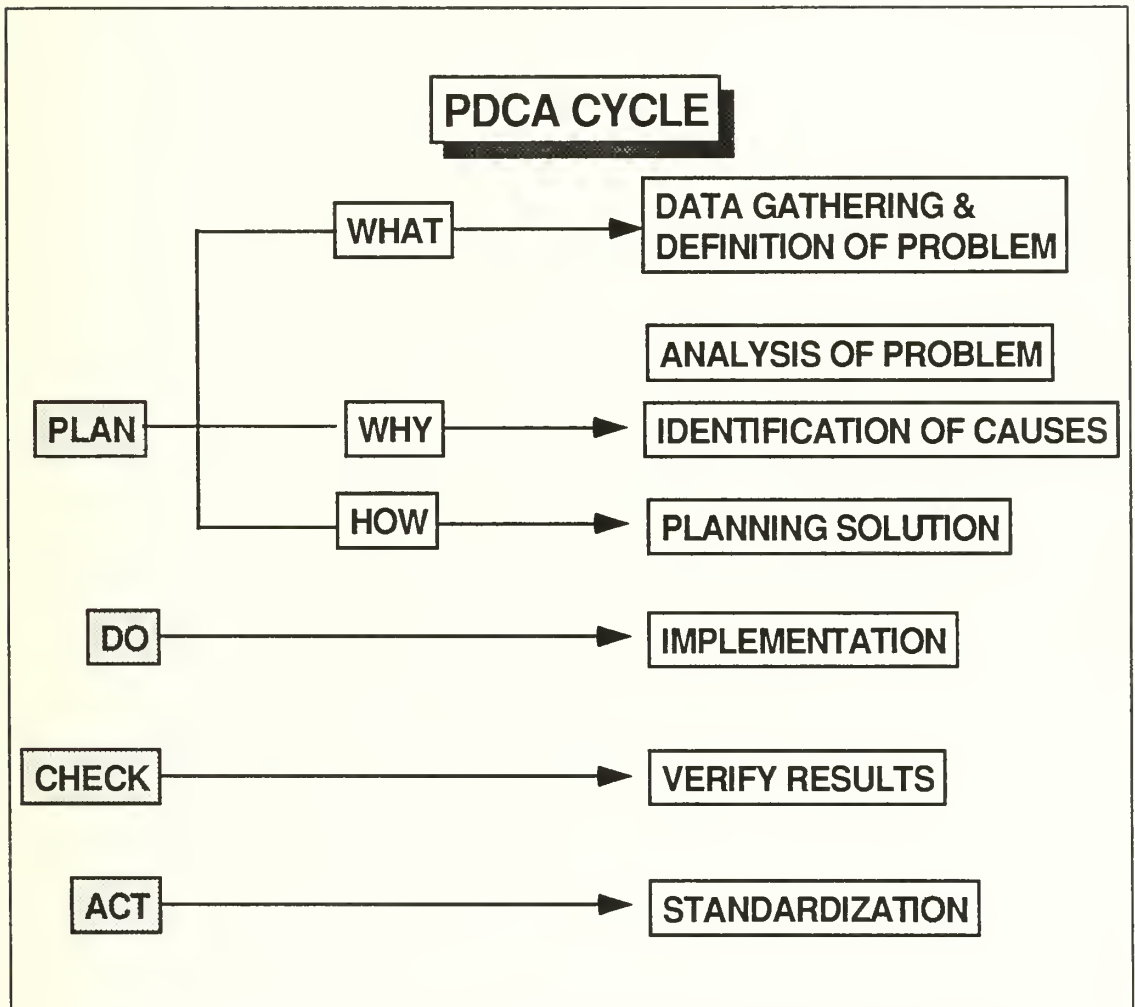 PDCA CYCLE
WHAT
DATA GATHERING &
DEFINITION OF PROBLEM
ANALYSIS OF PROBLEM
PLAN
WHY
IDENTIFICATION OF CAUSES
HOW
PLANNING SOLUTION
DO
IMPLEMENTATION
CHECK
VERIFY RESULTS
ACT
STANDARDIZATION